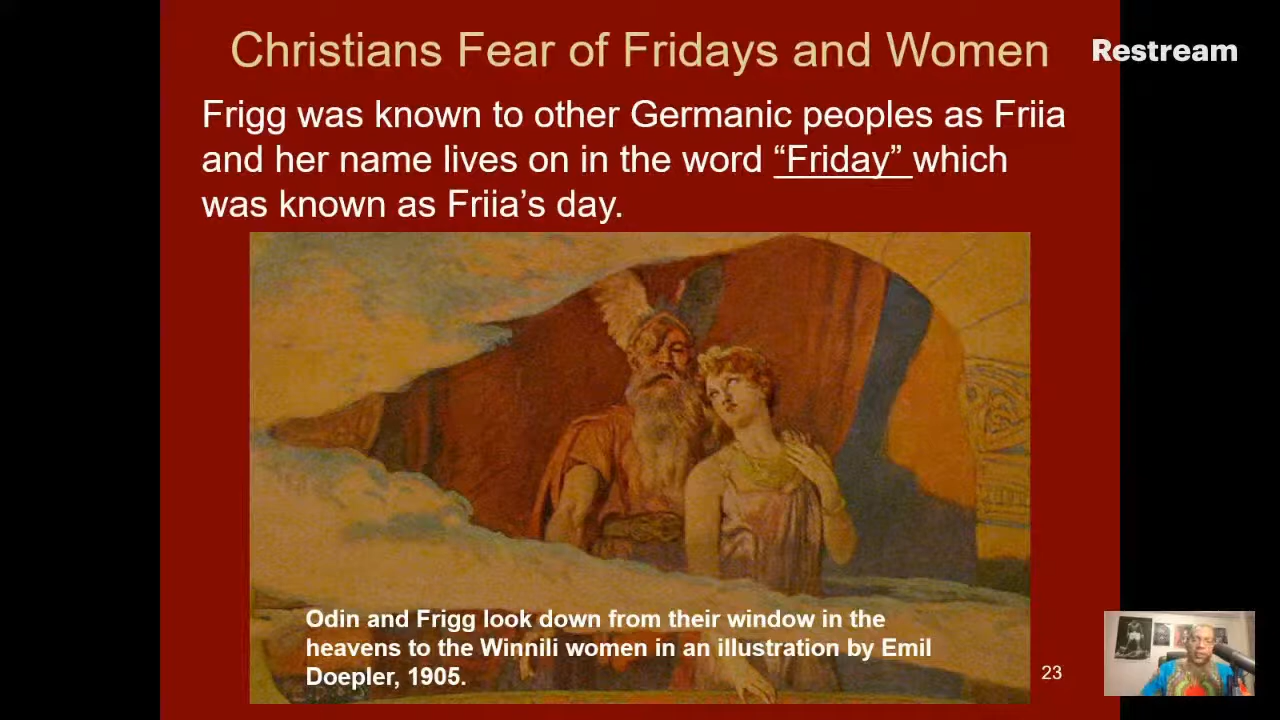 Christians Fear of Fridays and Women
Restream
Frigg was known to other Germanic peoples as Friia
and her name lives on in the word “Friday” which
was known as Friia’s day.
Odin and Frigg look down from their window in the
heavens to the Winnili women in an illustration by Emil
Doepler, 1905.
23